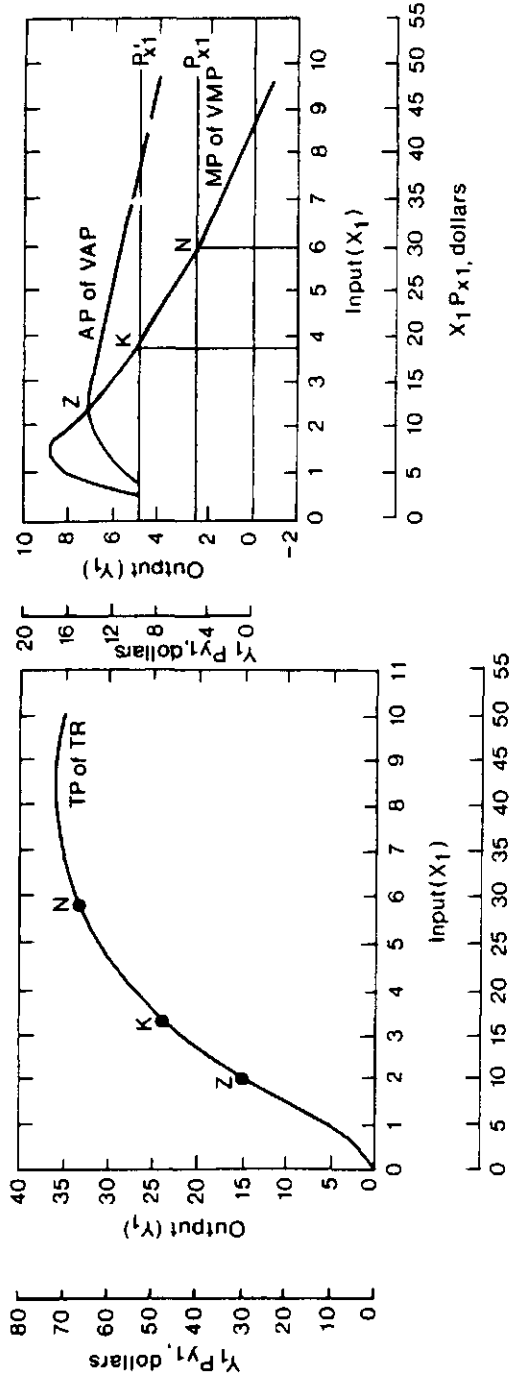 Y₁Py₁, dollars
80
70
60
50
40
30
20
10
0
Output (Y₁)
40
35
30
25
20
15
10
5
0
TP of TR
N
K
Z
0 1 2 3 4 5 6 7 8 9 10 11
Input(X₁)
0 5 10 15 20 25 30 35 40 45 50 55
Y₁Py₁, dollars
20
16
12
8
4
0
Output (Y₁)
10
8
6
4
2
0
-2
AP of VAP
Z
K
P'x1
N
Px1
MP of VMP
0 1 2 3 4 5 6 7 8 9 10
Input(X₁)
0 5 10 15 20 25 30 35 40 45 50 55
X₁Px1, dollars